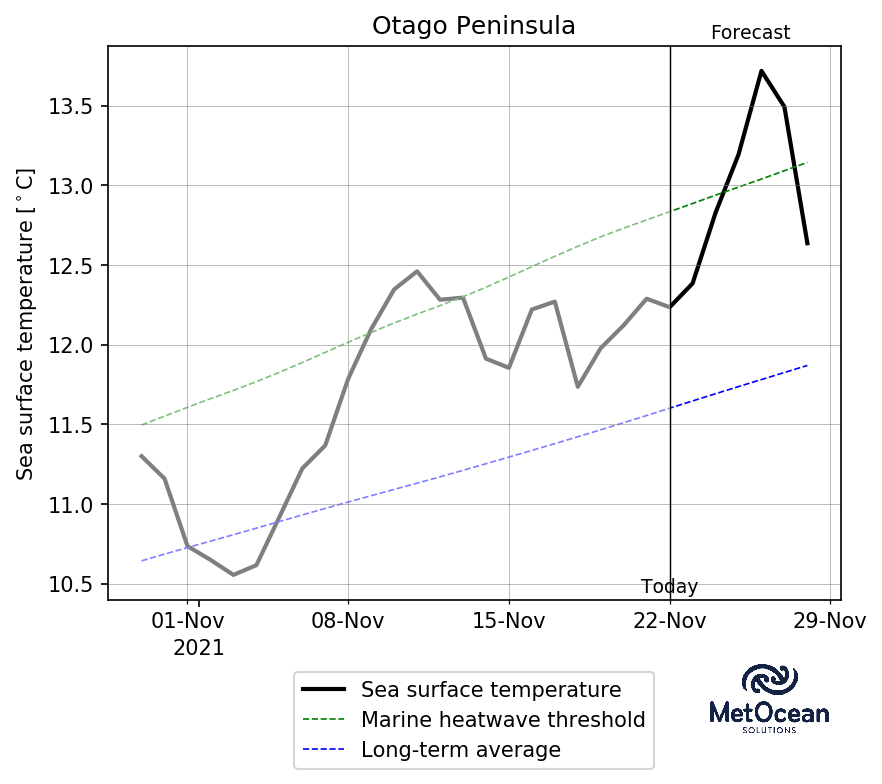 Otago Peninsula
Forecast
Sea surface temperature [°C]
13.5
13.0
12.5
12.0
11.5
11.0
10.5
Today
01-Nov 08-Nov 15-Nov 22-Nov 29-Nov
2021
Sea surface temperature
Marine heatwave threshold
Long-term average
MetOcean
SOLUTIONS